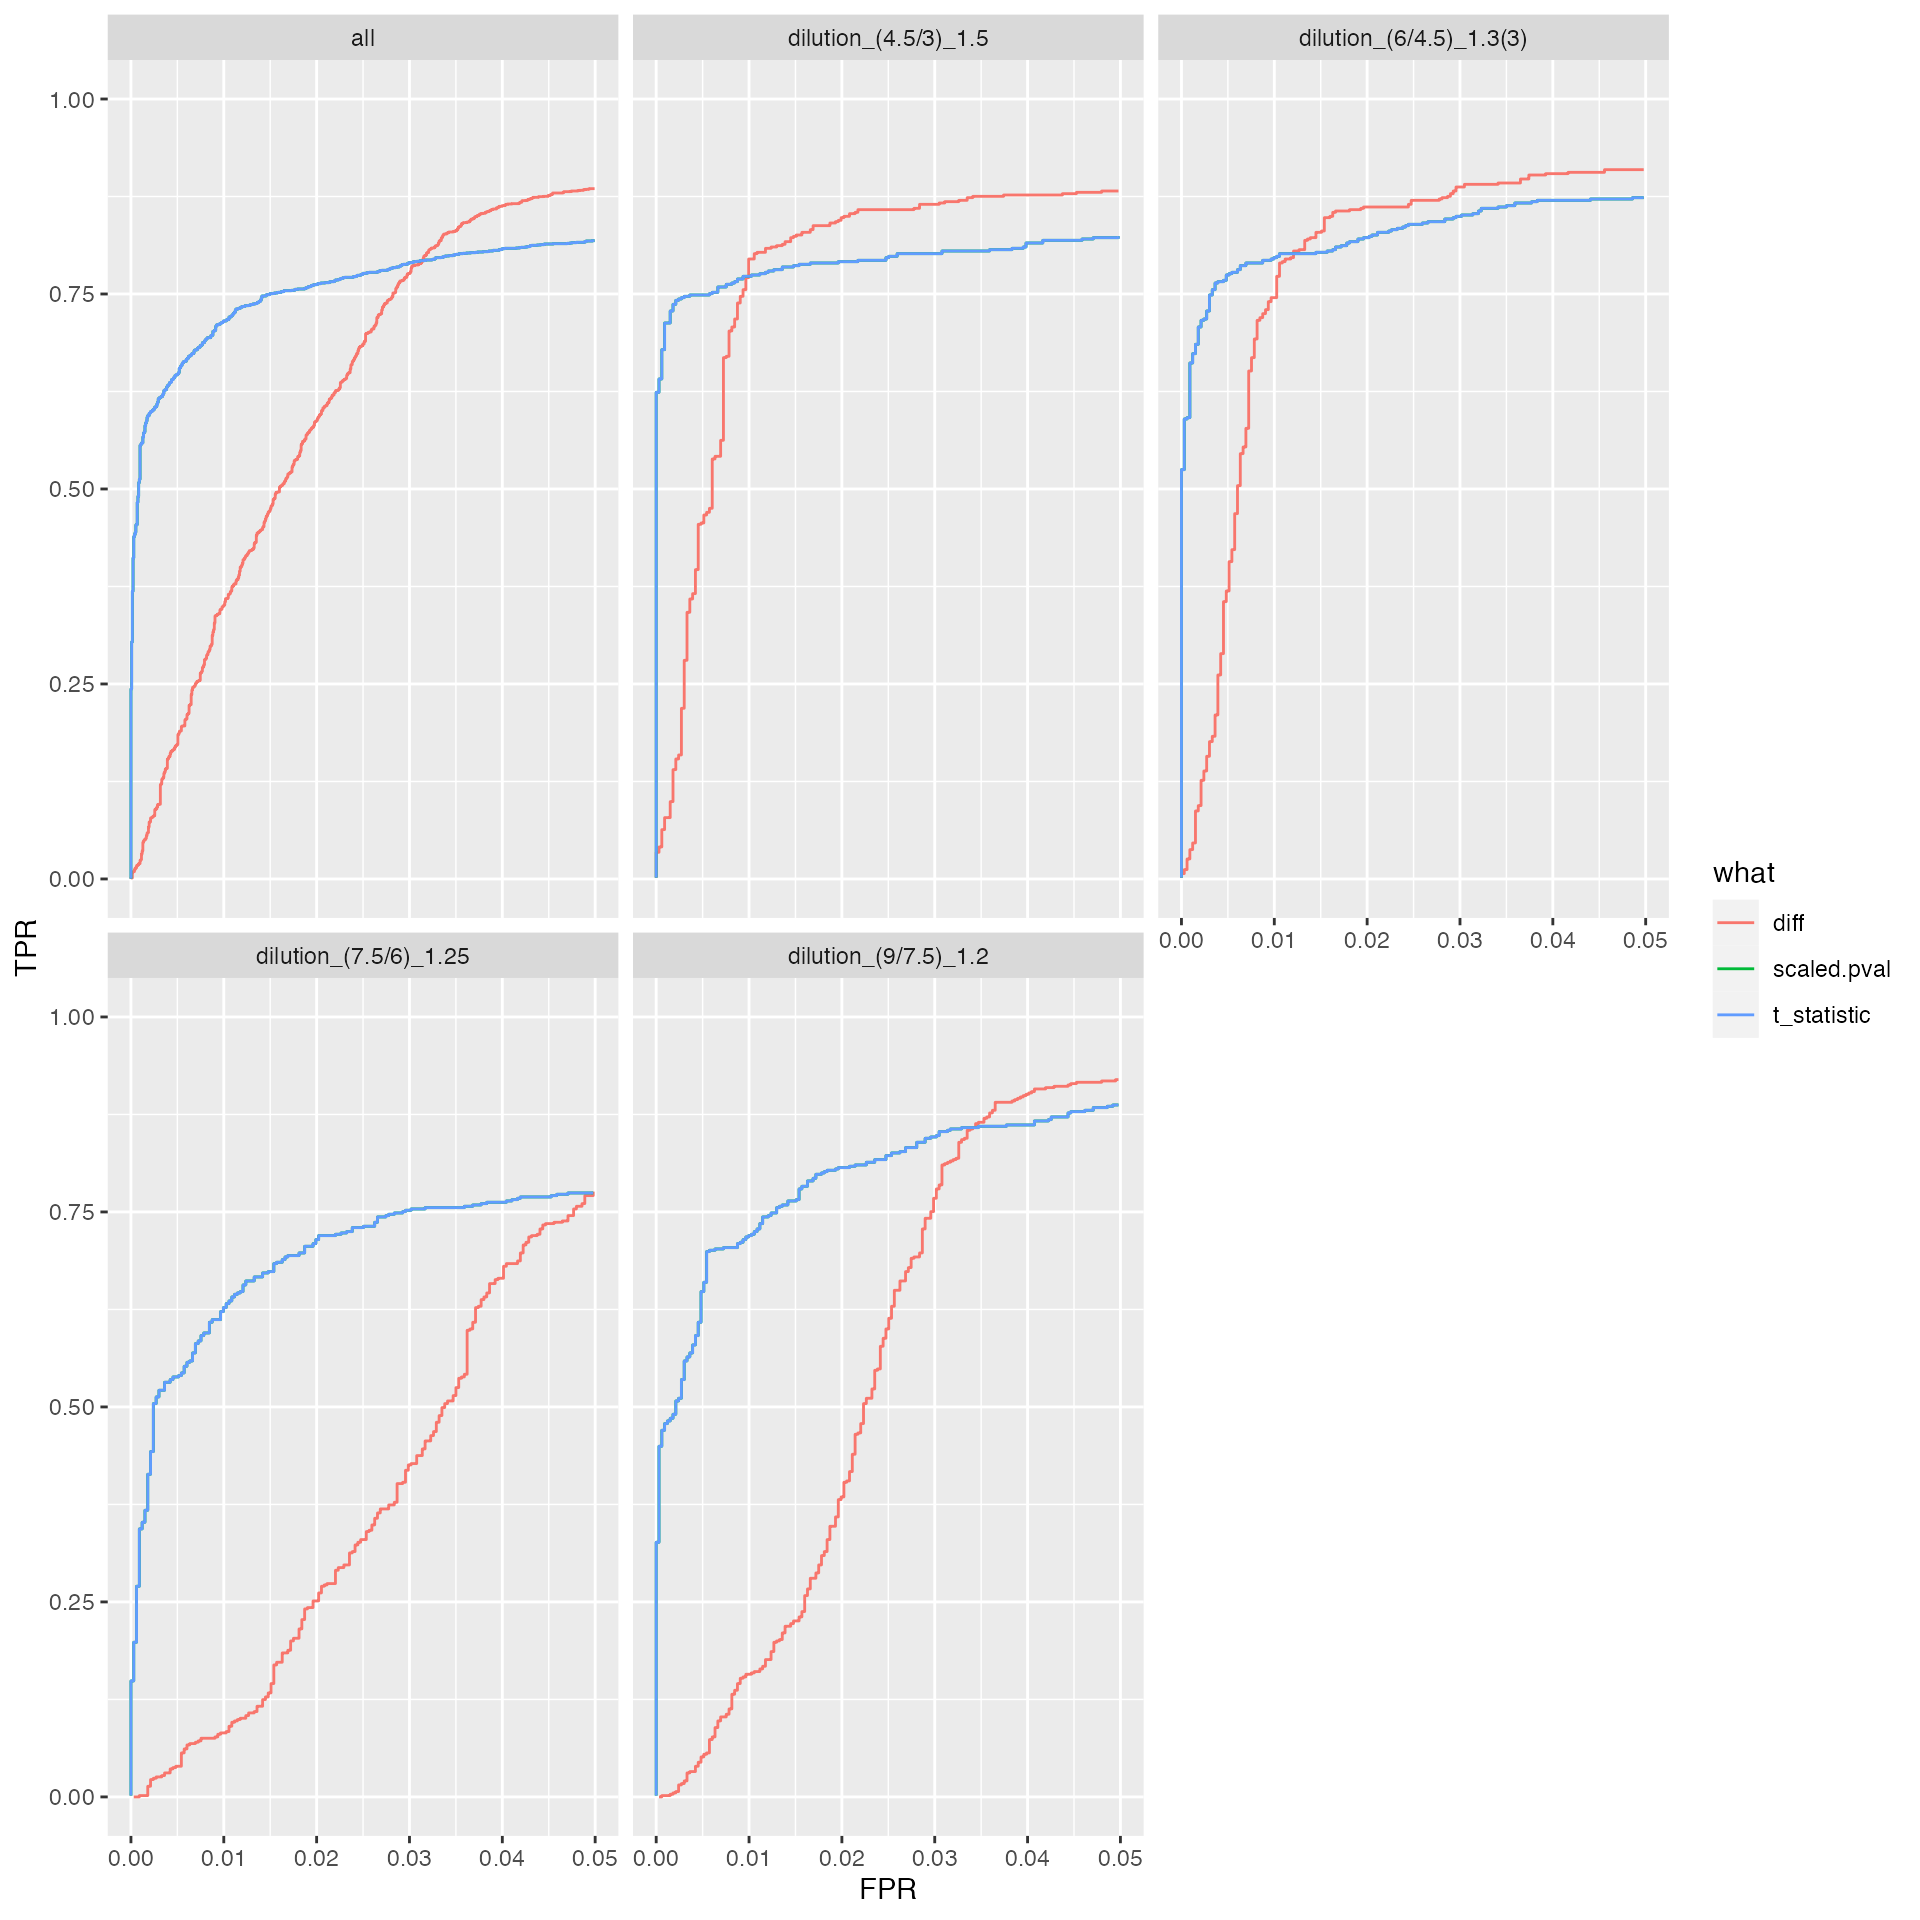 all
dilution_(4.5/3)_1.5
dilution_(6/4.5)_1.3(3)
1.00
0.75
0.50
0.25
0.00
0.00 0.01 0.02 0.03 0.04 0.05
dilution_(7.5/6)_1.25
dilution_(9/7.5)_1.2
1.00
0.75
0.50
0.25
0.00
0.00 0.01 0.02 0.03 0.04 0.05
0.00 0.01 0.02 0.03 0.04 0.05
FPR
TPR
what
diff
scaled.pval
t_statistic